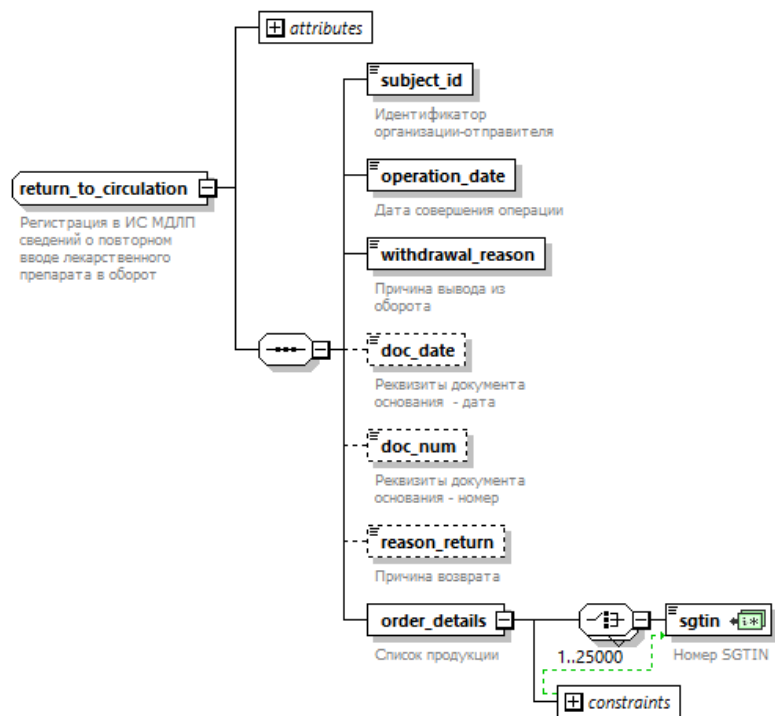 attributes
subject_id
Идентификатор
организации-отправителя
operation_date
Дата совершения операции
return_to_circulation
Регистрация в ИС МДЛП
сведений о повторном
вводе лекарственного
препарата в оборот
withdrawal_reason
Причина вывода из
оборота
doc_date
Реквизиты документа
основания - дата
doc_num
Реквизиты документа
основания - номер
reason_return
Причина возврата
order_details
Список продукции
1..25000
sgtin
Номер SGTIN
constraints